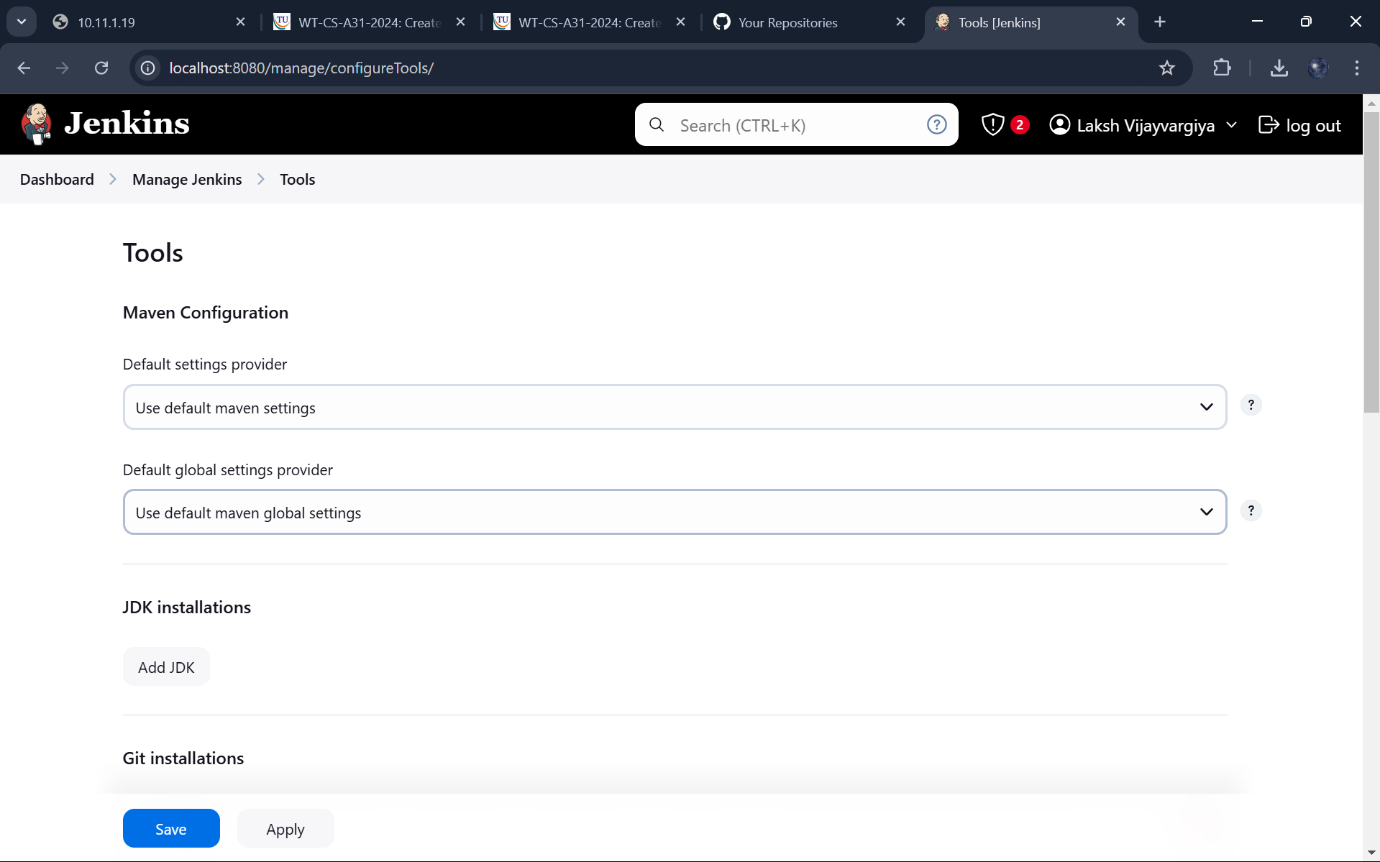 10.11.1.19
TU WT-CS-A31-2024: Create
TU WT-CS-A31-2024: Create
Your Repositories
Tools [Jenkins]
localhost:8080/manage/configureTools/
Jenkins
Search (CTRL+K)
?
2
Laksh Vijayvargiya
log out
Dashboard
Manage Jenkins
Tools
Tools
Maven Configuration
Default settings provider
Use default maven settings
?
Default global settings provider
Use default maven global settings
?
JDK installations
Add JDK
Git installations
Save
Apply